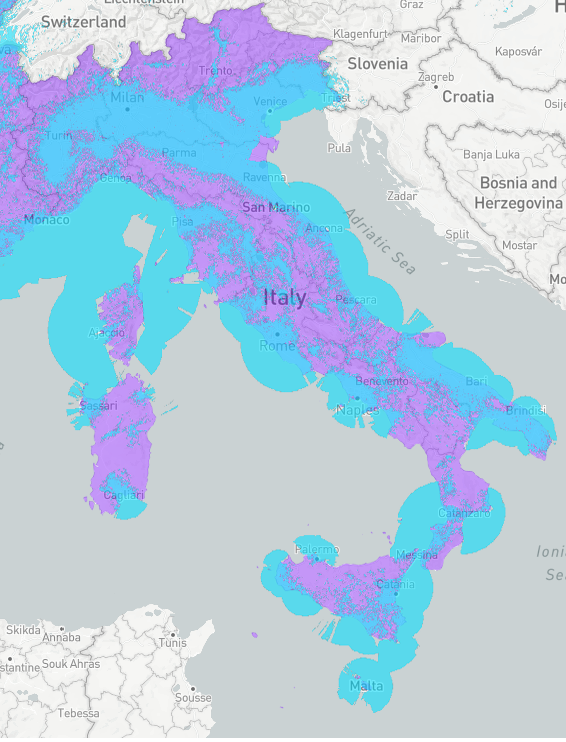 Liechtenstein
Graz
Switzerland
Klagenfurt
Maribor
Kaposvár
Trento
Slovenia
Zagreb
Croatia
Milan
Venice
Trieste
Osije
Turin
Parma
Pula
Banja Luka
Genoa
Ravenna
Bosnia and
Herzegovina
Monaco
Pisa
San Marino
Zadar
Ancona
Adriatic Sea
Split
Mostar
Mo
Italy
Pescara
Ajaccio
Rome
Benevento
Bari
Sassari
Naples
Brindisi
Cagliari
Catanzaro
Palermo
Messina
Ioni
Se
Catania
Skikda
Annaba
Tunis
stantine
Souk Ahras
Malta
Sousse
Tebessa